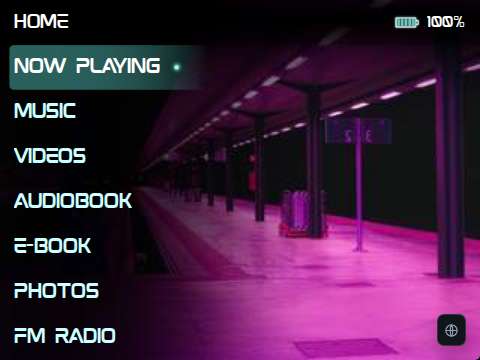 HOME
100%
NOW PLAYING
MUSIC
VIDEOS
AUDIOBOOK
E-BOOK
PHOTOS
FM RADIO